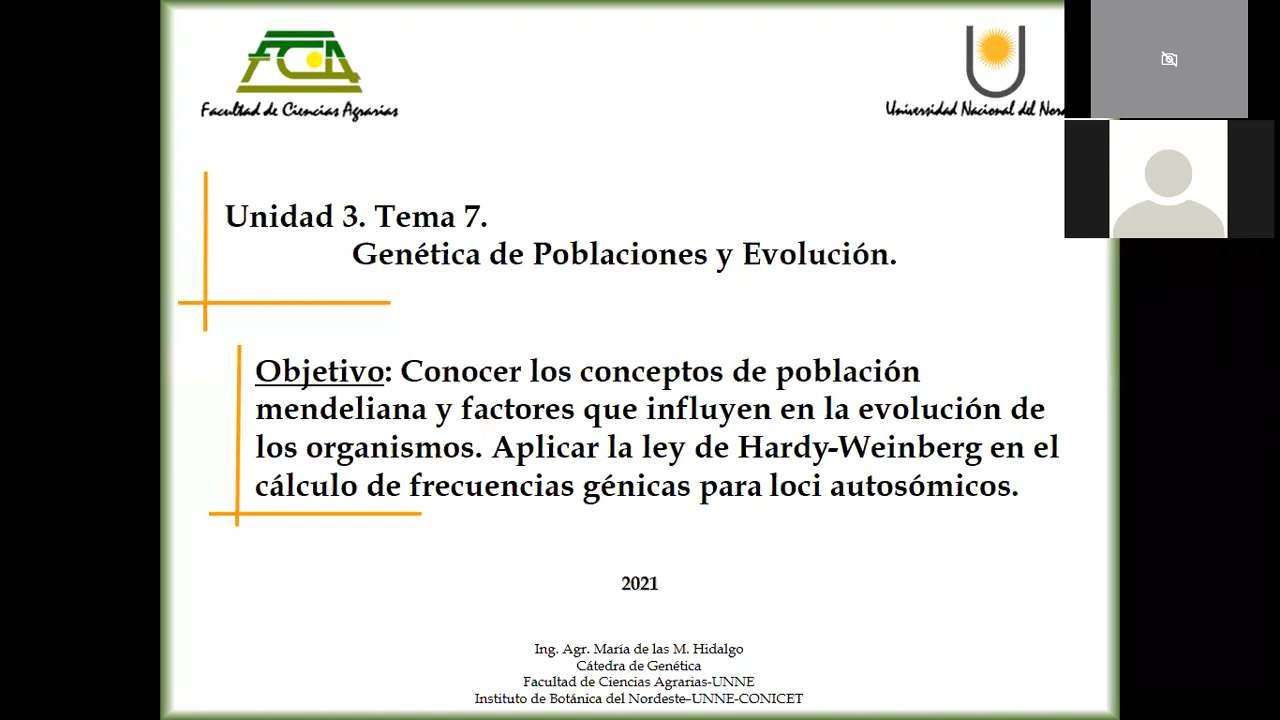 Facultad de Ciencias Agrarias
Universidad Nacional del
Unidad 3. Tema 7.
Genética de Poblaciones y Evolución.
Objetivo: Conocer los conceptos de población
mendeliana y factores que influyen en la evolución de
los organismos. Aplicar la ley de Hardy-Weinberg en el
cálculo de frecuencias génicas para loci autosómicos.
2021
Ing. Agr. María de las M. Hidalgo
Cátedra de Genética
Facultad de Ciencias Agrarias-UNNE
Instituto de Botánica del Nordeste-UNNE-CONICET